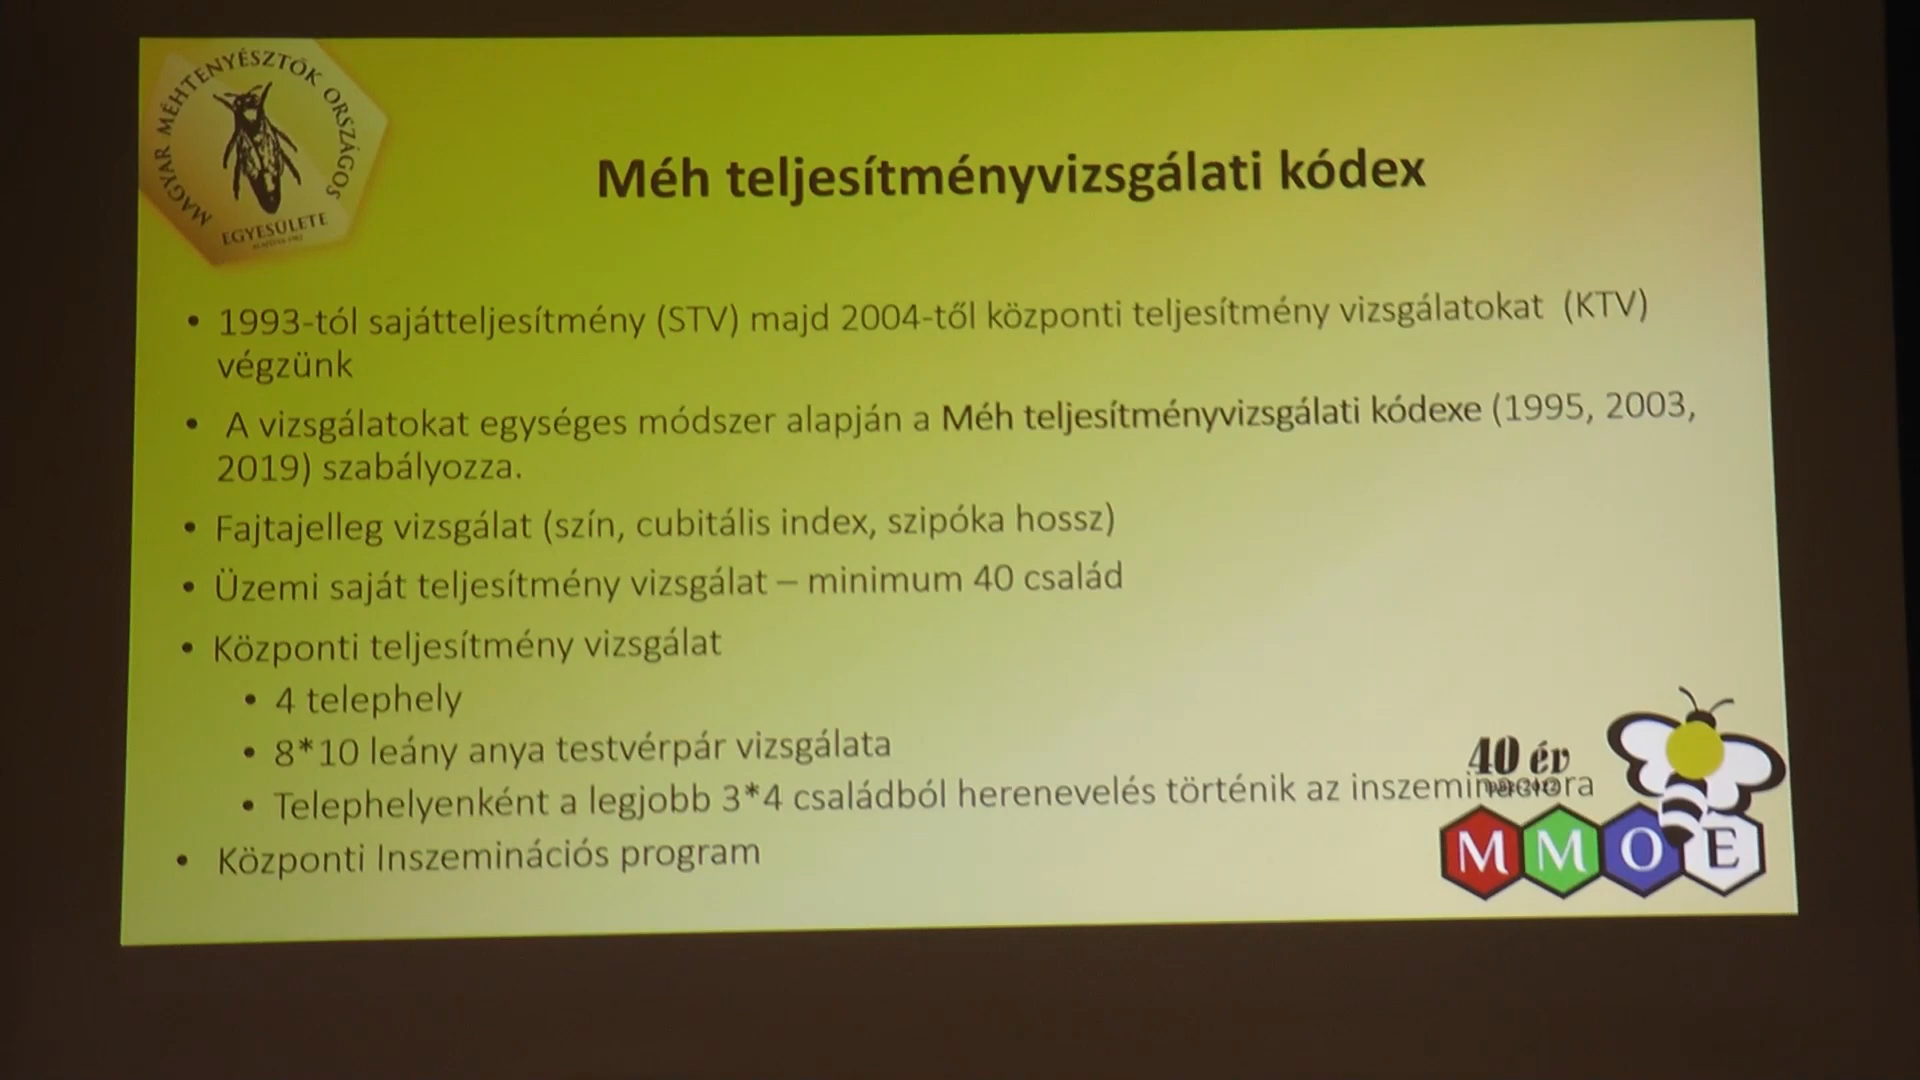 MAGYAR MÉHTENYÉSZTŐK ORSZÁGOS
EGYESÜLETE
Méh teljesítményvizsgálati kódex
• 1993-tól sajátteljesítmény (STV) majd 2004-től központi teljesítmény vizsgálatokat (KTV)
végzünk
• A vizsgálatokat egységes módszer alapján a Méh teljesítményvizsgálati kódexe (1995, 2003,
2019) szabályozza.
• Fajtajelleg vizsgálat (szín, cubitális index, szipóka hossz)
• Üzemi saját teljesítmény vizsgálat – minimum 40 család
• Központi teljesítmény vizsgálat
• 4 telephely
• 8*10 leány anya testvérpár vizsgálata
• Telephelyenként a legjobb 3*4 családból herenevelés történik az inszeminációra
• Központi Inszeminációs program
40 év
MMOE